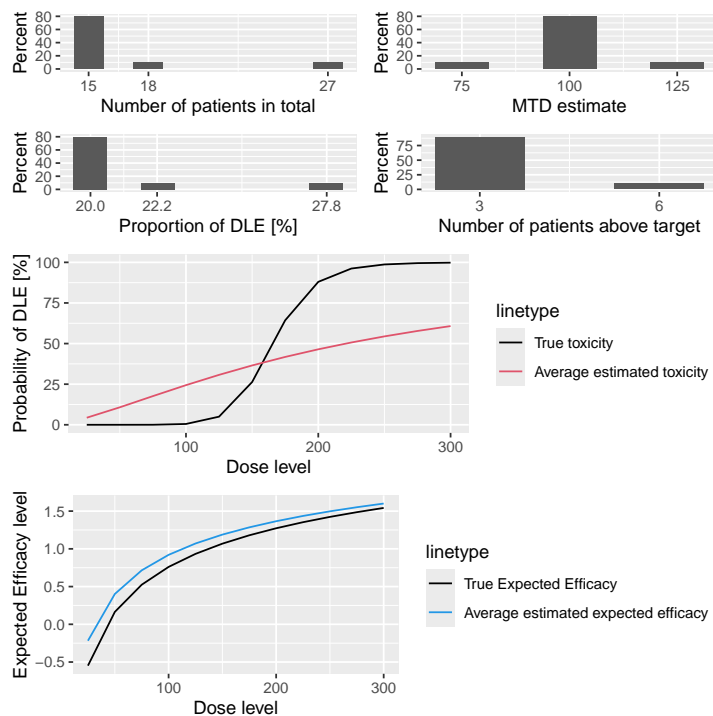 Percent
80
60
40
20
0
15 18 27
Number of patients in total
Percent
80
60
40
20
0
75 100 125
MTD estimate
Percent
80
60
40
20
0
20.0 22.2 27.8
Proportion of DLE [%]
Percent
75
50
25
0
3 6
Number of patients above target
Probability of DLE [%]
100
75
50
25
0
100 200 300
Dose level
linetype
True toxicity
Average estimated toxicity
Expected Efficacy level
1.5
1.0
0.5
0.0
−0.5
100 200 300
Dose level
linetype
True Expected Efficacy
Average estimated expected efficacy